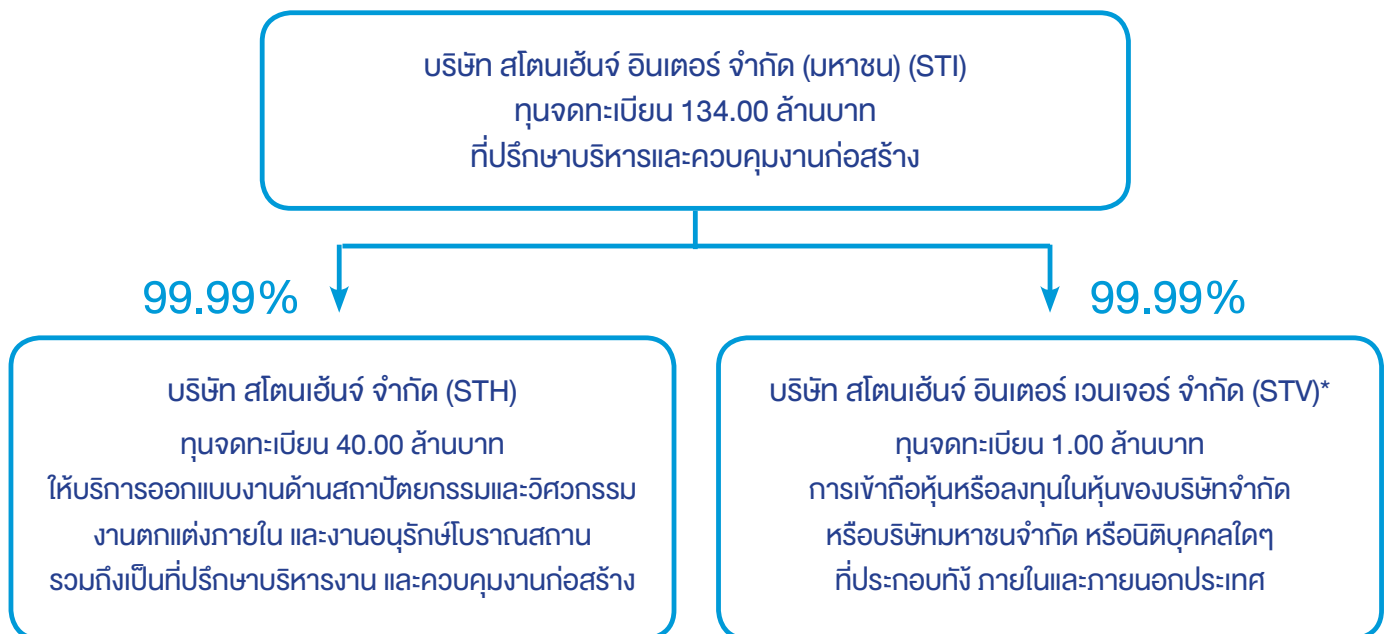 บริษัท สโตนเฮ้นจ์ อินเตอร์ จำกัด (มหาชน) (STI)
ทุนจดทะเบียน 134.00 ล้านบาท
ที่ปรึกษาบริหารและควบคุมงานก่อสร้าง
99.99%
99.99%
บริษัท สโตนเฮ้นจ์ จำกัด (STH)
ทุนจดทะเบียน 40.00 ล้านบาท
ให้บริการออกแบบงานด้านสถาปัตยกรรมและวิศวกรรม
งานตกแต่งภายใน และงานอนุรักษ์โบราณสถาน
รวมถึงเป็นที่ปรึกษาบริหารงาน และควบคุมงานก่อสร้าง
บริษัท สโตนเฮ้นจ์ อินเตอร์ เวนเจอร์ จำกัด (STV)*
ทุนจดทะเบียน 1.00 ล้านบาท
การเข้าถือหุ้นหรือลงทุนในหุ้นของบริษัทจำกัด
หรือบริษัทมหาชนจำกัด หรือนิติบุคคลใดๆ
ที่ประกอบทั้ง ภายในและภายนอกประเทศ